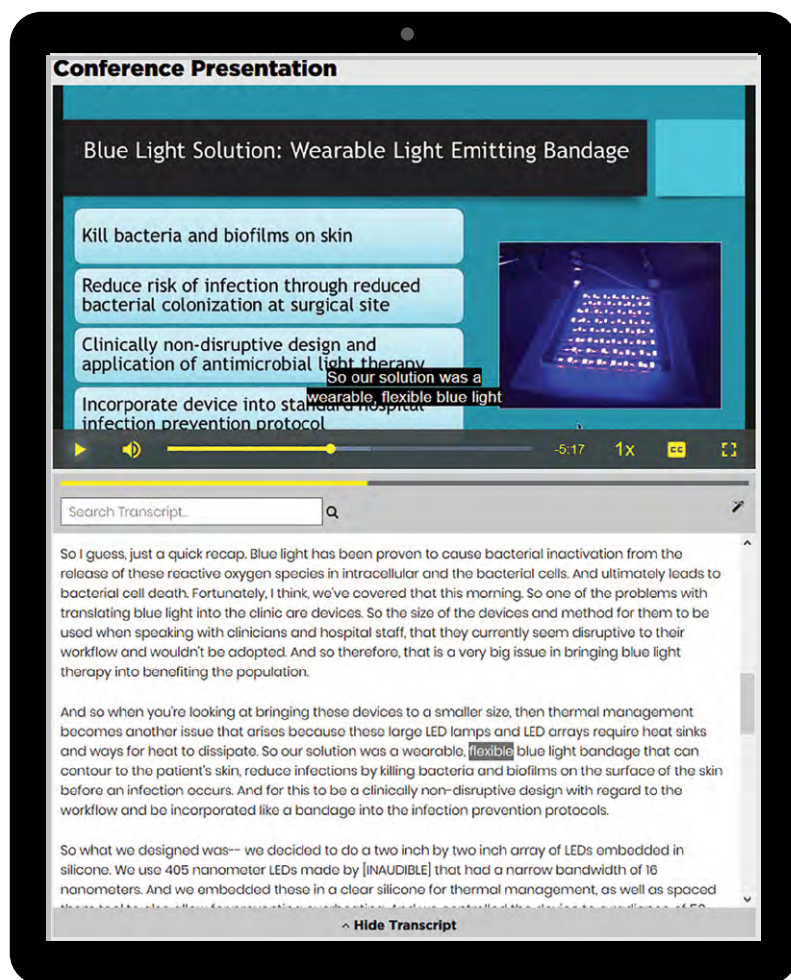 Conference Presentation
Blue Light Solution: Wearable Light Emitting Bandage
Kill bacteria and biofilms on skin
Reduce risk of infection through reduced
bacterial colonization at surgical site
Clinically non-disruptive design and
application of antimicrobial light therapy
So our solution was a
wearable, flexible blue light
Incorporate device into standard hospital
infection prevention protocol
-5:17 1x CC
Search Transcript...
So I guess, just a quick recap. Blue light has been proven to cause bacterial inactivation from the
release of these reactive oxygen species in intracellular and the bacterial cells. And ultimately leads to
bacterial cell death. Fortunately, I think, we've covered that this morning. So one of the problems with
translating blue light into the clinic are devices. So the size of the devices and method for them to be
used when speaking with clinicians and hospital staff, that they currently seem disruptive to their
workflow and wouldn't be adopted. And so therefore, that is a very big issue in bringing blue light
therapy into benefiting the population.
And so when you're looking at bringing these devices to a smaller size, then thermal management
becomes another issue that arises because these large LED lamps and LED arrays require heat sinks
and ways for heat to dissipate. So our solution was a wearable, flexible blue light bandage that can
contour to the patient's skin, reduce infections by killing bacteria and biofilms on the surface of the skin
before an infection occurs. And for this to be a clinically non-disruptive design with regard to the
workflow and be incorporated like a bandage into the infection prevention protocols.
So what we designed was-- we decided to do a two inch by two inch array of LEDs embedded in
silicone. We use 405 nanometer LEDs made by [INAUDIBLE] that had a narrow bandwidth of 16
nanometers. And we embedded these in a clear silicone for thermal management, as well as spaced
Hide Transcript